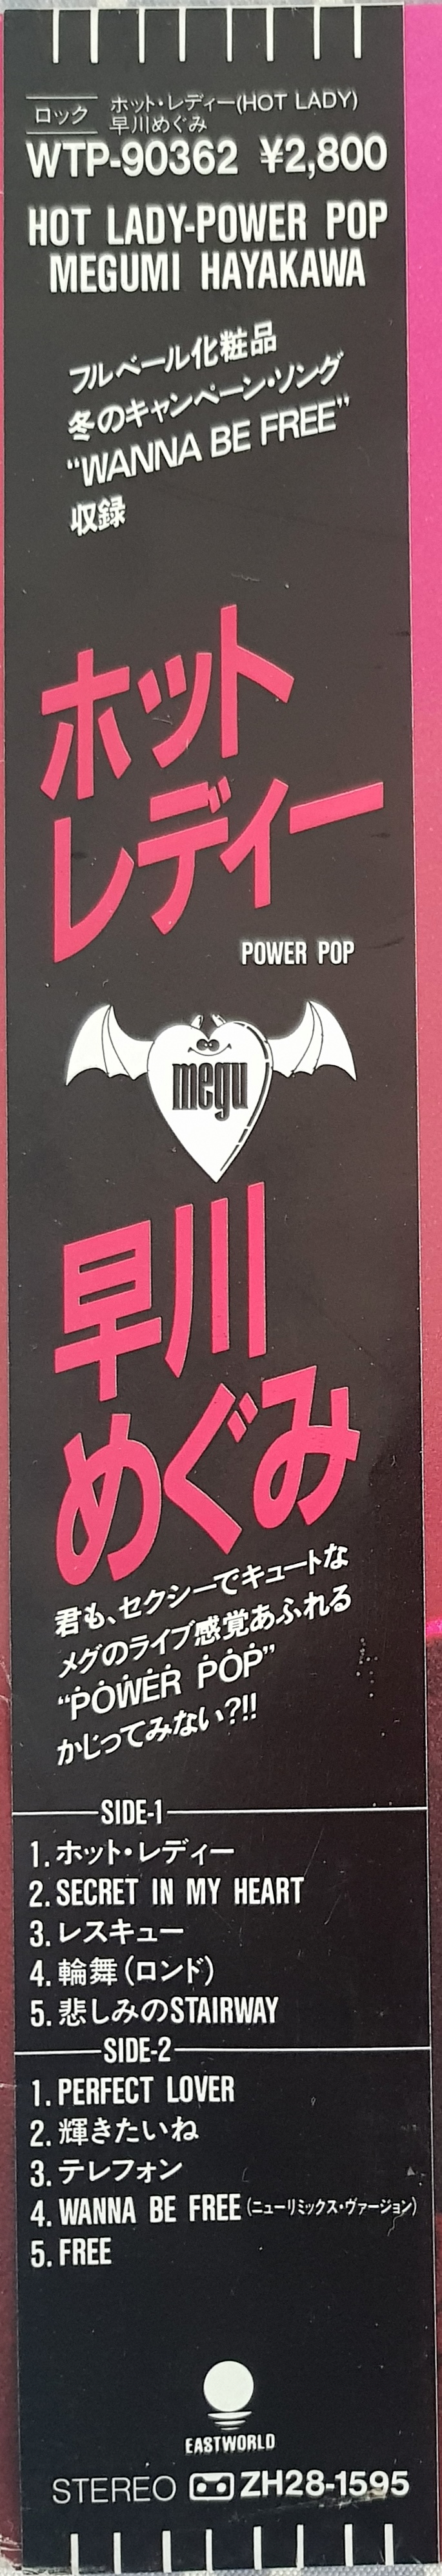 ロック
ホット・レディー(HOT LADY)
早川めぐみ
WTP-90362 ¥2,800
HOT LADY-POWER POP
MEGUMI HAYAKAWA
フルベール化粧品
冬のキャンペーン・ソング
“WANNA BE FREE”
収録
ホット
レディー
POWER POP
megu
早川
めぐみ
君も、セクシーでキュートな
メグのライブ感覚あふれる
“POWER POP”
かじってみない?!!
SIDE-1
1. ホット・レディー
2. SECRET IN MY HEART
3. レスキュー
4. 輪舞(ロンド)
5. 悲しみのSTAIRWAY
SIDE-2
1. PERFECT LOVER
2. 輝きたいね
3. テレフォン
4. WANNA BE FREE(ニューリミックス・ヴァージョン)
5. FREE
EASTWORLD
STEREO ZH28-1595